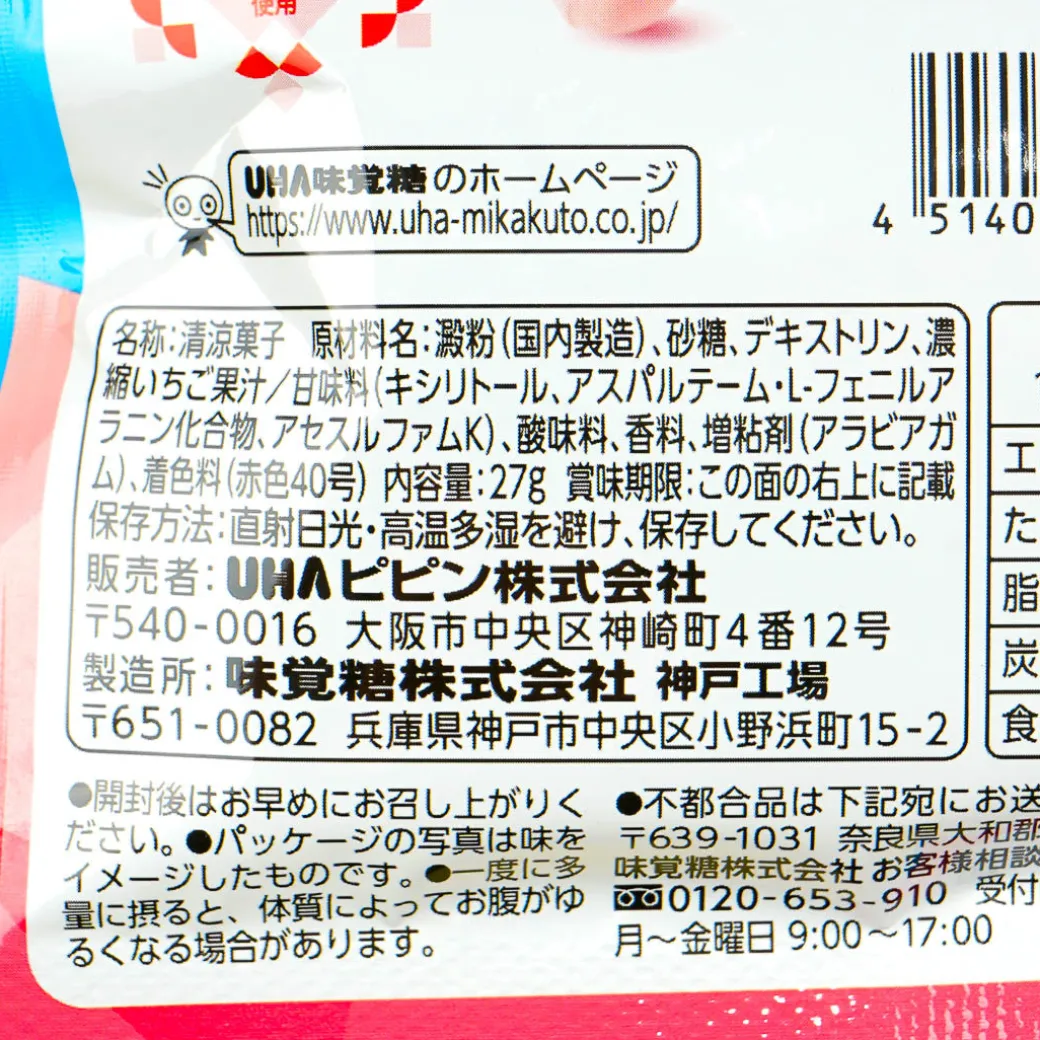 使用
UHA味覚糖のホームページ
https://www.uha-mikakuto.co.jp/
4 5140
名称:清涼菓子 原材料名:澱粉(国内製造)、砂糖、デキストリン、濃
縮いちご果汁/甘味料(キシリトール、アスパルテーム・L-フェニルア
ラニン化合物、アセスルファムK)、酸味料、香料、増粘剤(アラビアガ
ム)、着色料(赤色40号) 内容量:27g 賞味期限:この面の右上に記載
保存方法:直射日光・高温多湿を避け、保存してください。
販売者:UHAピピン株式会社
〒540-0016 大阪市中央区神崎町4番12号
製造所:味覚糖株式会社 神戸工場
〒651-0082 兵庫県神戸市中央区小野浜町15-2
エ
た
脂
炭
食
●開封後はお早めにお召し上がりく
ださい。●パッケージの写真は味を
イメージしたものです。●一度に多
量に摂ると、体質によってお腹がゆ
るくなる場合があります。
●不都合品は下記宛にお送
〒639-1031 奈良県大和郡
味覚糖株式会社 お客様相談
0120-653-910 受付
月～金曜日 9:00～17:00